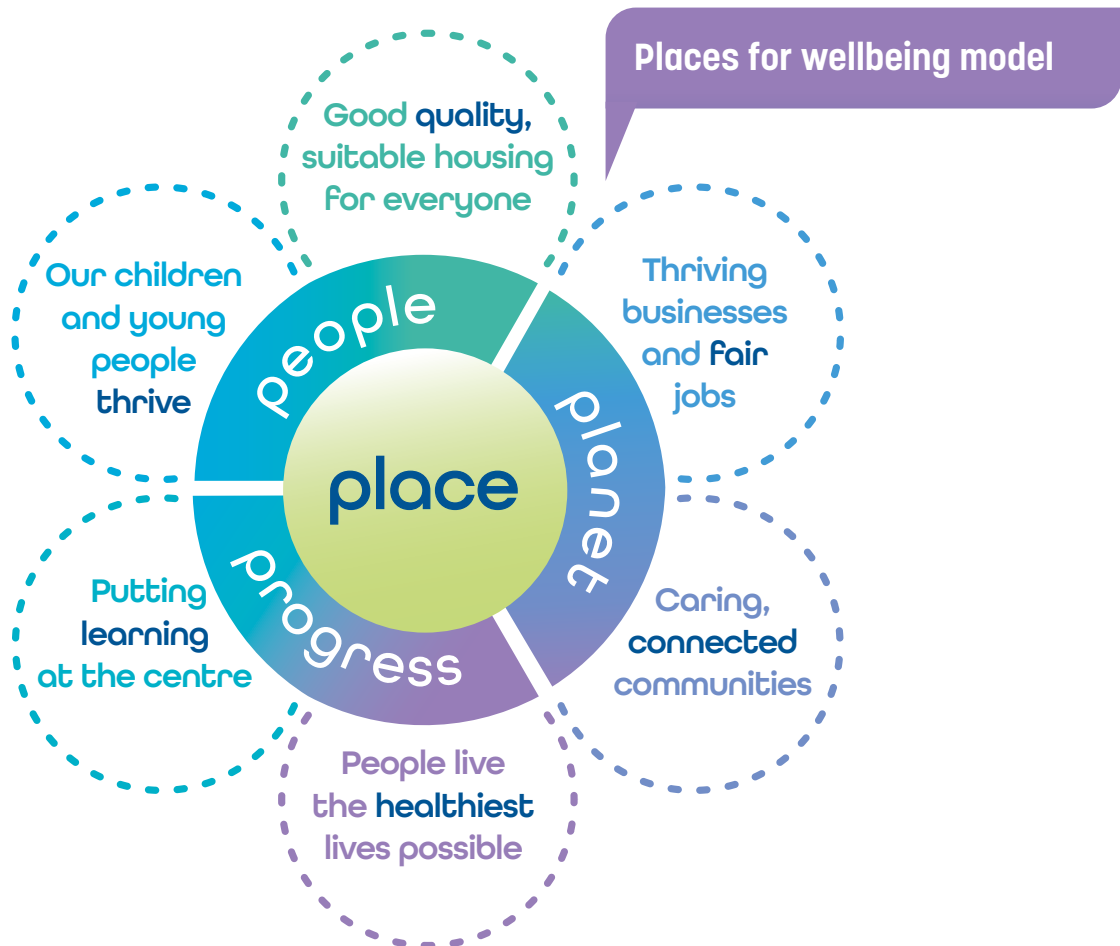 Places for wellbeing model
Good quality,
suitable housing
for everyone
Our children
and young
people
thrive
Thriving
businesses
and fair
jobs
people
planet
place
progress
Putting
learning
at the centre
Caring,
connected
communities
People live
the healthiest
lives possible